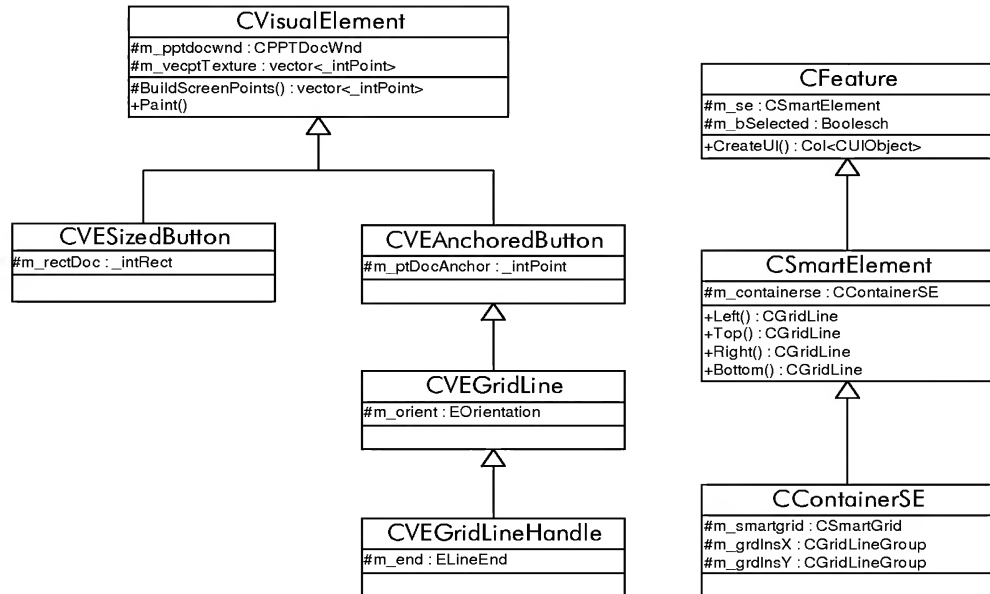 CVisualElement
#m_pptdocwnd : CPPTDocWnd
#m_vecptTexture : vector<_intPoint>
#BuildScreenPoints() : vector<_intPoint>
+Paint()
CVESizedButton
#m_rectDoc : _intRect
CVEAnchoredButton
#m_ptDocAnchor : _intPoint
CVEGridLine
#m_orient : EOrientation
CVEGridLineHandle
#m_end : ELineEnd
CFeature
#m_se : CSmartElement
#m_bSelected : Boolesch
+CreateUI() : Col<CUIObject>
CSmartElement
#m_containerse : CContainerSE
+Left() : CGridLine
+Top() : CGridLine
+Right() : CGridLine
+Bottom() : CGridLine
CContainerSE
#m_smartgrid : CSmartGrid
#m_grdlnsX : CGridLineGroup
#m_grdlnsY : CGridLineGroup